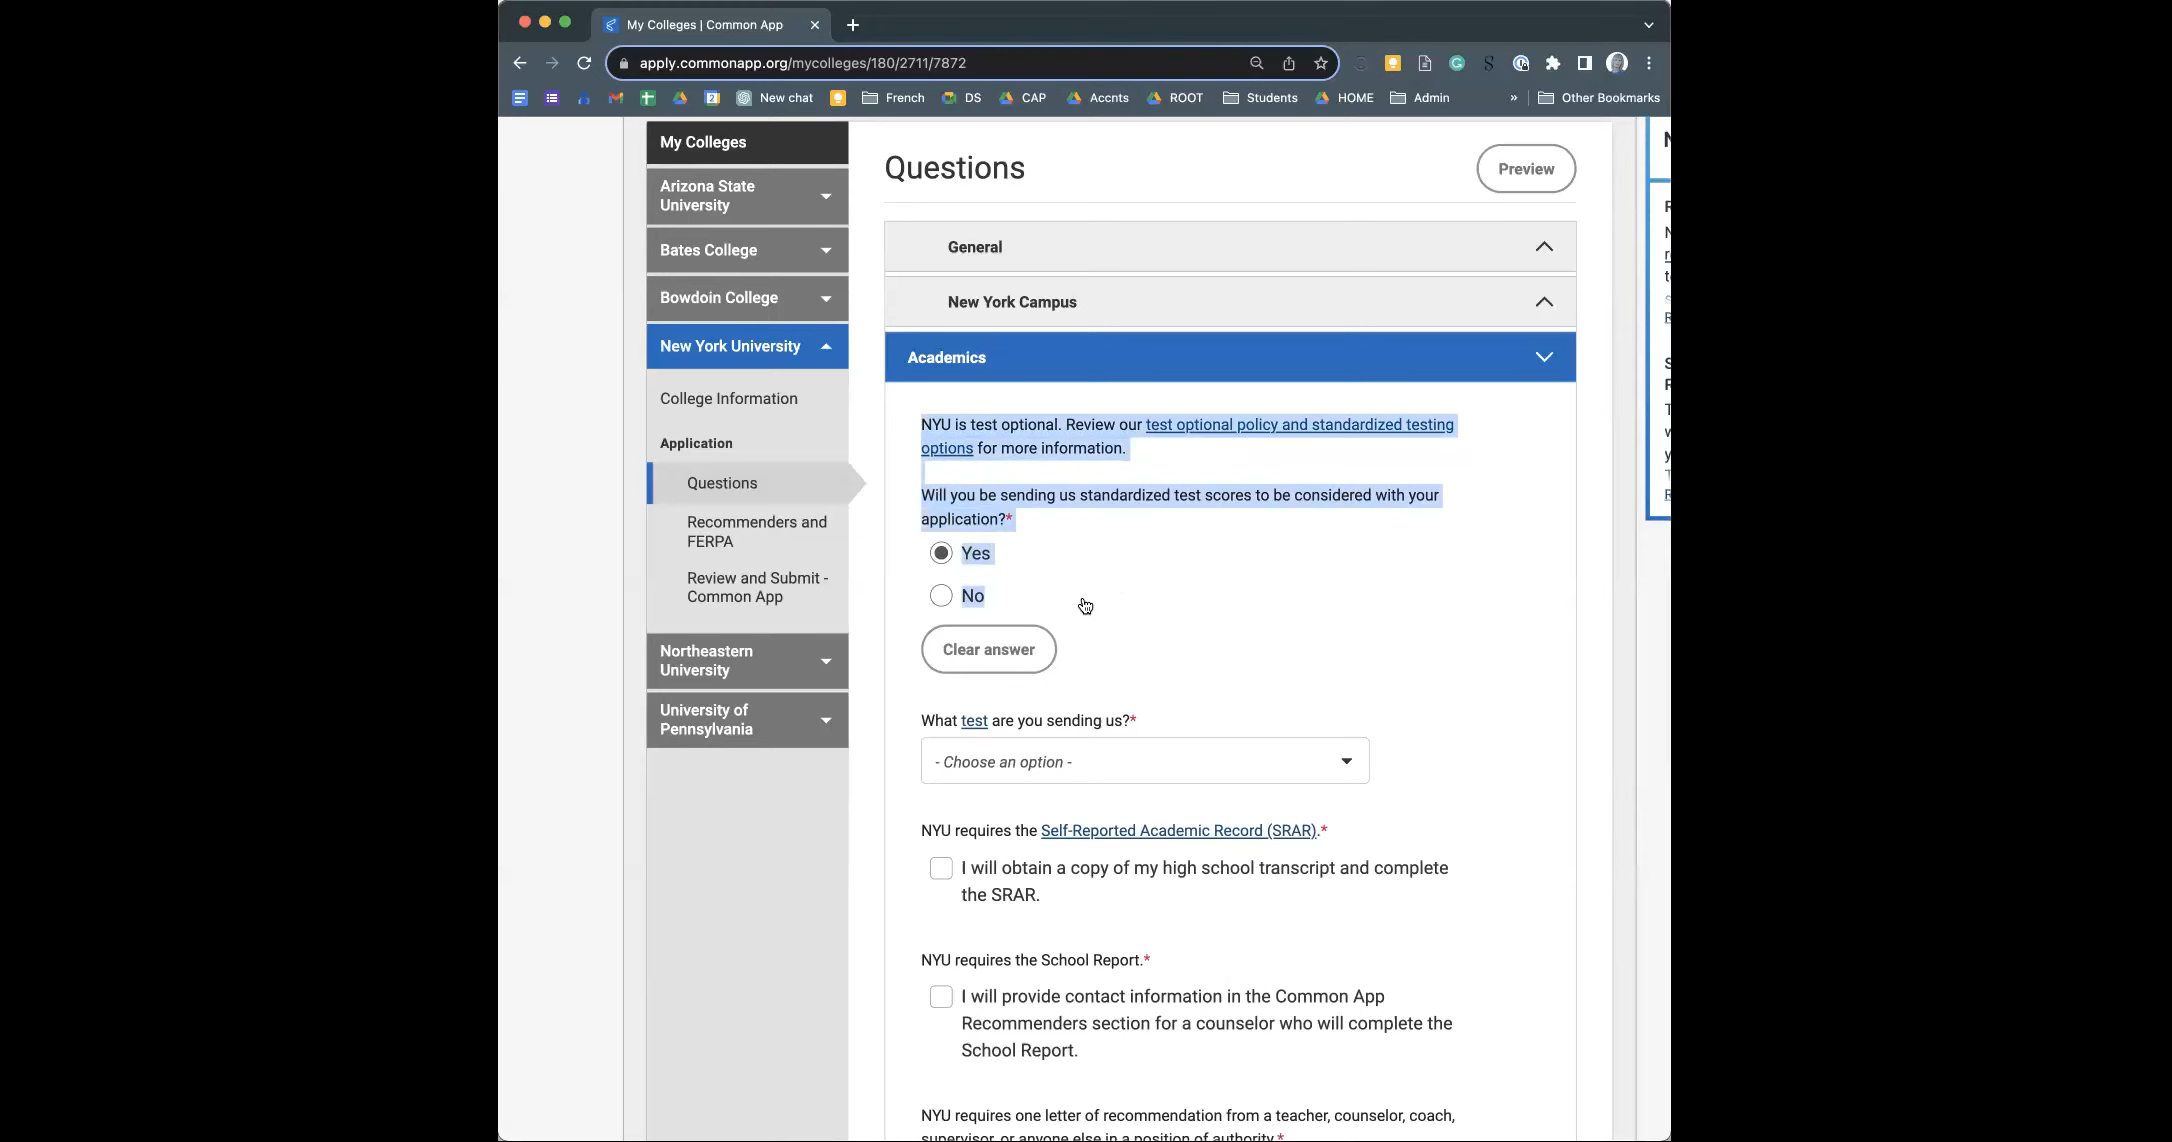 My Colleges | Common App
apply.commonapp.org/mycolleges/180/2711/7872
New chat
French
DS
CAP
Accnts
ROOT
Students
HOME
Admin
»
Other Bookmarks
My Colleges
Arizona State
University
Bates College
Bowdoin College
New York University
College Information
Application
Questions
Recommenders and
FERPA
Review and Submit -
Common App
Northeastern
University
University of
Pennsylvania
Questions
Preview
General
New York Campus
Academics
NYU is test optional. Review our test optional policy and standardized testing
options for more information.
Will you be sending us standardized test scores to be considered with your
application?*
Yes
No
Clear answer
What test are you sending us?*
- Choose an option -
NYU requires the Self-Reported Academic Record (SRAR).*
I will obtain a copy of my high school transcript and complete
the SRAR.
NYU requires the School Report.*
I will provide contact information in the Common App
Recommenders section for a counselor who will complete the
School Report.
NYU requires one letter of recommendation from a teacher, counselor, coach,
supervisor, or anyone else in a position of authority.*